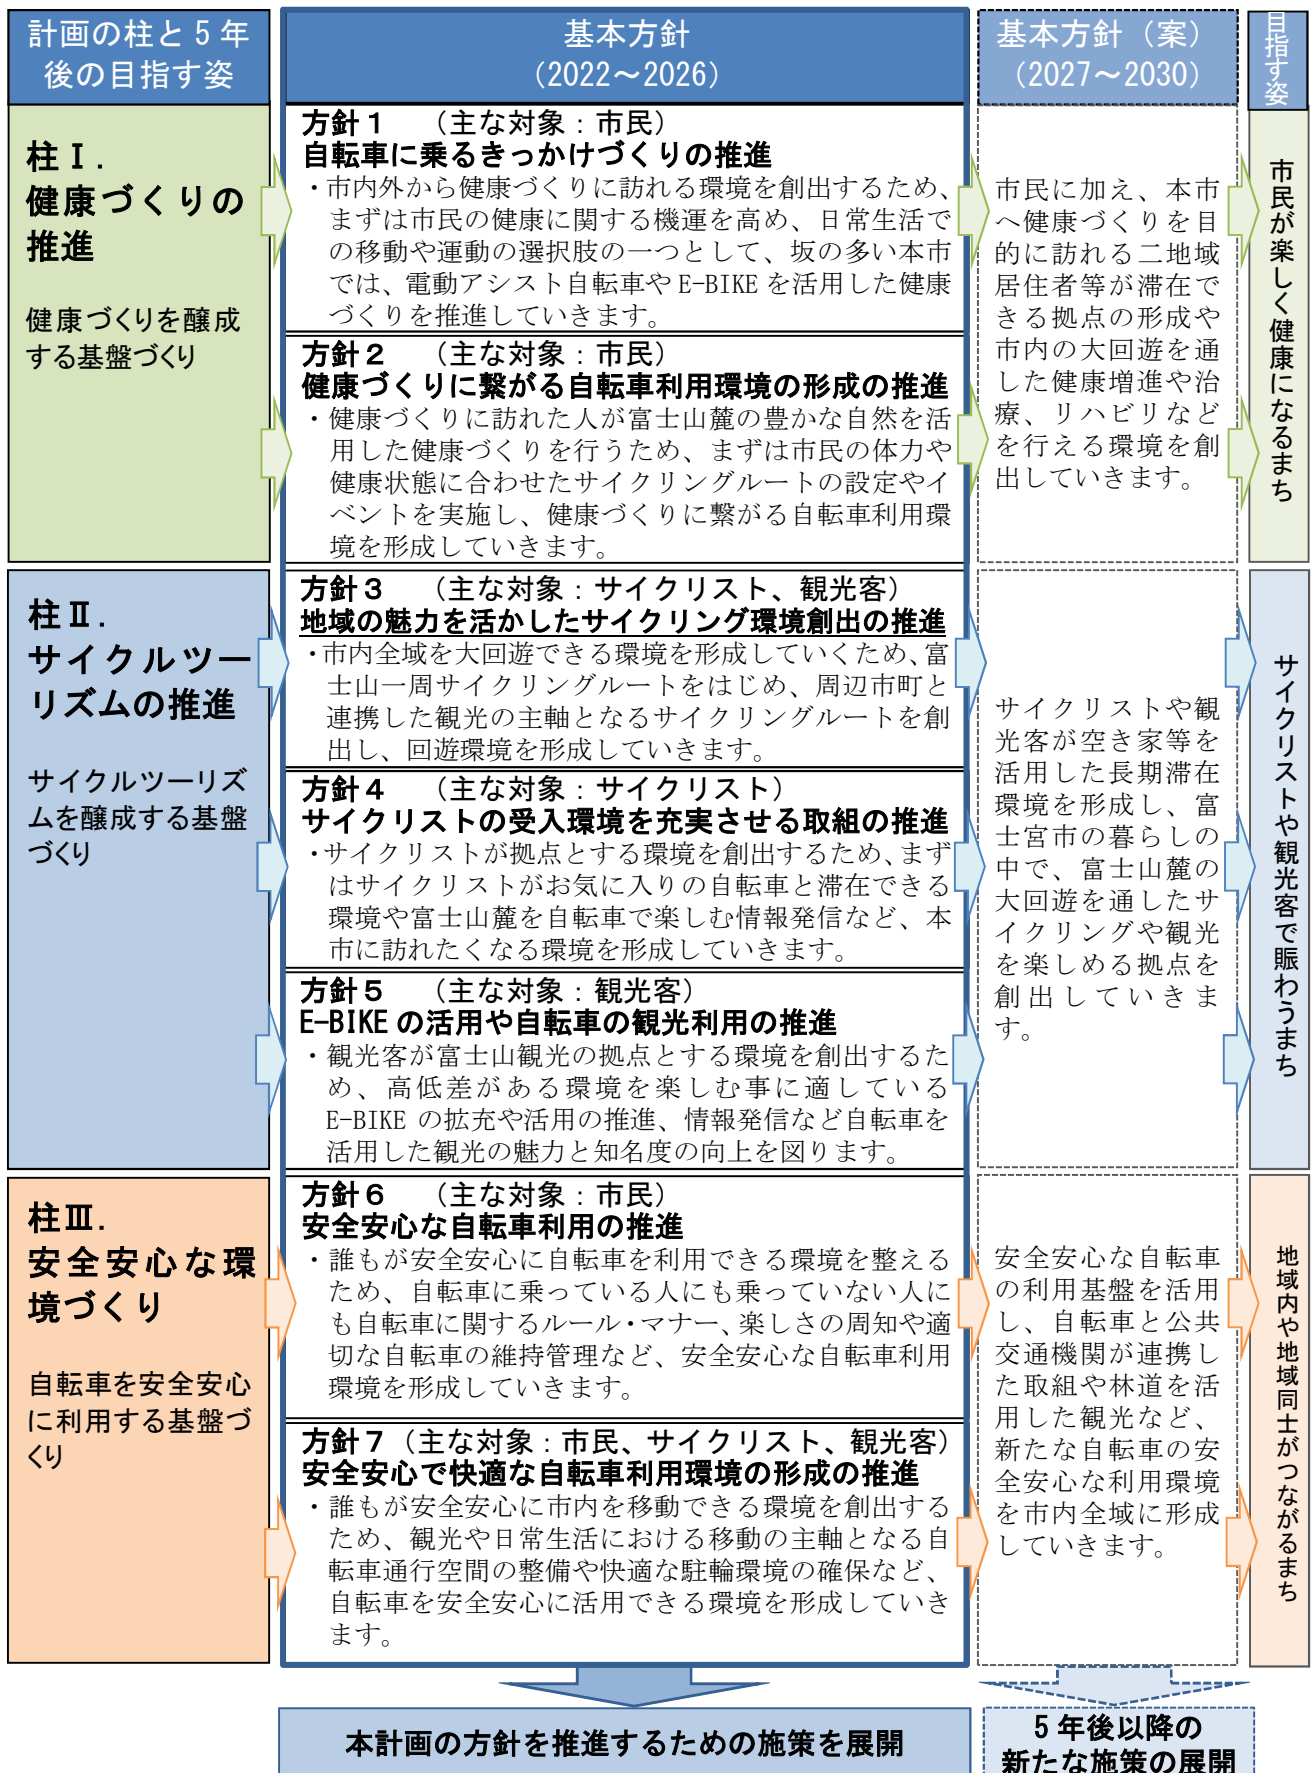 計画の柱と5年
後の目指す姿
基本方針
（2022～2026）
基本方針（案）
（2027～2030）
目指す姿
柱Ⅰ．
健康づくりの
推進
健康づくりを醸成
する基盤づくり
方針１　（主な対象：市民）
自転車に乗るきっかけづくりの推進
・市内外から健康づくりに訪れる環境を創出するため、
まずは市民の健康に関する機運を高め、日常生活で
の移動や運動の選択肢の一つとして、坂の多い本市
では、電動アシスト自転車やE-BIKEを活用した健康
づくりを推進していきます。
方針２　（主な対象：市民）
健康づくりに繋がる自転車利用環境の形成の推進
・健康づくりに訪れた人が富士山麓の豊かな自然を活
用した健康づくりを行うため、まずは市民の体力や
健康状態に合わせたサイクリングルートの設定やイ
ベントを実施し、健康づくりに繋がる自転車利用環
境を形成していきます。
市民に加え、本市
へ健康づくりを目
的に訪れる二地域
居住者等が滞在で
きる拠点の形成や
市内の大回遊を通
した健康増進や治
療、リハビリなど
を行える環境を創
出していきます。
市民が楽しく健康になるまち
柱Ⅱ．
サイクルツー
リズムの推進
サイクルツーリズ
ムを醸成する基盤
づくり
方針３　（主な対象：サイクリスト、観光客）
地域の魅力を活かしたサイクリング環境創出の推進
・市内全域を大回遊できる環境を形成していくため、富
士山一周サイクリングルートをはじめ、周辺市町と
連携した観光の主軸となるサイクリングルートを創
出し、回遊環境を形成していきます。
方針４　（主な対象：サイクリスト）
サイクリストの受入環境を充実させる取組の推進
・サイクリストが拠点とする環境を創出するため、まず
はサイクリストがお気に入りの自転車と滞在できる
環境や富士山麓を自転車で楽しむ情報発信など、本
市に訪れたくなる環境を形成していきます。
方針５　（主な対象：観光客）
E-BIKEの活用や自転車の観光利用の推進
・観光客が富士山観光の拠点とする環境を創出するた
め、高低差がある環境を楽しむ事に適している
E-BIKEの拡充や活用の推進、情報発信など自転車を
活用した観光の魅力と知名度の向上を図ります。
サイクリストや観
光客が空き家等を
活用した長期滞在
環境を形成し、富
士宮市の暮らしの
中で、富士山麓の
大回遊を通したサ
イクリングや観光
を楽しめる拠点を
創出していきま
す。
サイクリストや観光客で賑わうまち
柱Ⅲ．
安全安心な環
境づくり
自転車を安全安心
に利用する基盤づ
くり
方針６　（主な対象：市民）
安全安心な自転車利用の推進
・誰もが安全安心に自転車を利用できる環境を整える
ため、自転車に乗っている人にも乗っていない人に
も自転車に関するルール・マナー、楽しさの周知や適
切な自転車の維持管理など、安全安心な自転車利用
環境を形成していきます。
方針７（主な対象：市民、サイクリスト、観光客）
安全安心で快適な自転車利用環境の形成の推進
・誰もが安全安心に市内を移動できる環境を創出する
ため、観光や日常生活における移動の主軸となる自
転車通行空間の整備や快適な駐輪環境の確保など、
自転車を安全安心に活用できる環境を形成していき
ます。
安全安心な自転車
の利用基盤を活用
し、自転車と公共
交通機関が連携し
た取組や林道を活
用した観光など、
新たな自転車の安
全安心な利用環境
を市内全域に形成
していきます。
地域内や地域同士がつながるまち
本計画の方針を推進するための施策を展開
5年後以降の
新たな施策の展開